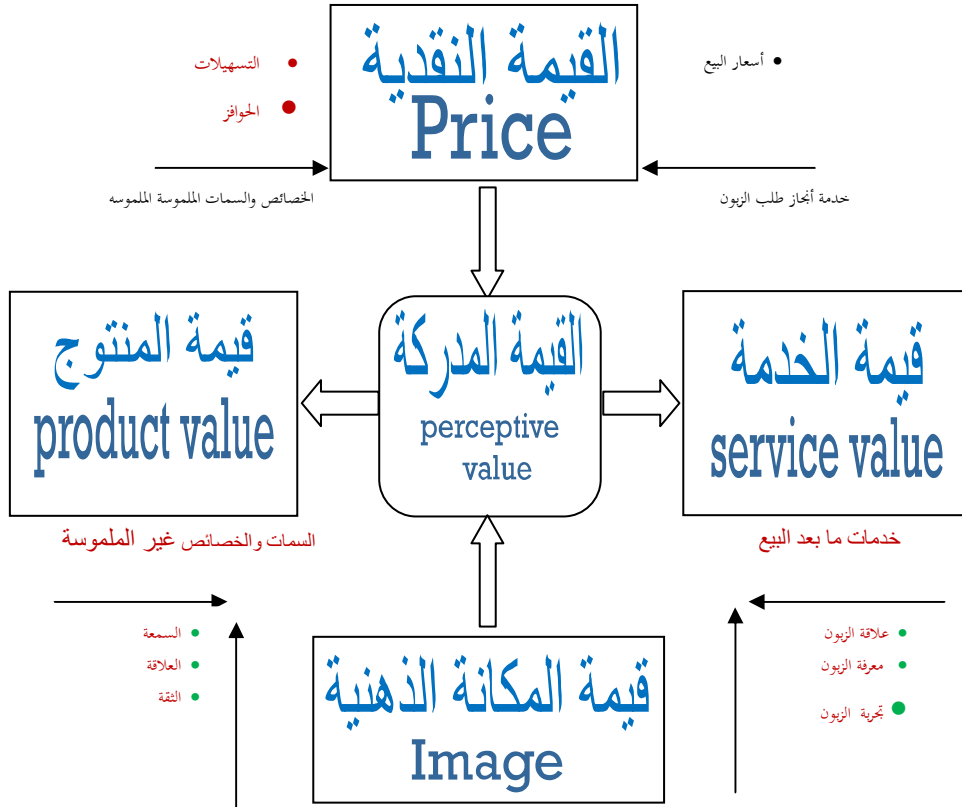 القيمة النقدية
Price
أسعار البيع
التسهيلات
الحوافز
خدمة أنجاز طلب الزبون
الخصائص والسمات الملموسة الملموسه
قيمة الخدمة
service value
القيمة المدركة
perceptive
value
قيمة المنتوج
product value
خدمات ما بعد البيع
السمات والخصائص غير الملموسة
علاقة الزبون
معرفة الزبون
تجربة الزبون
السمعة
العلاقة
الثقة
قيمة المكانة الذهنية
Image